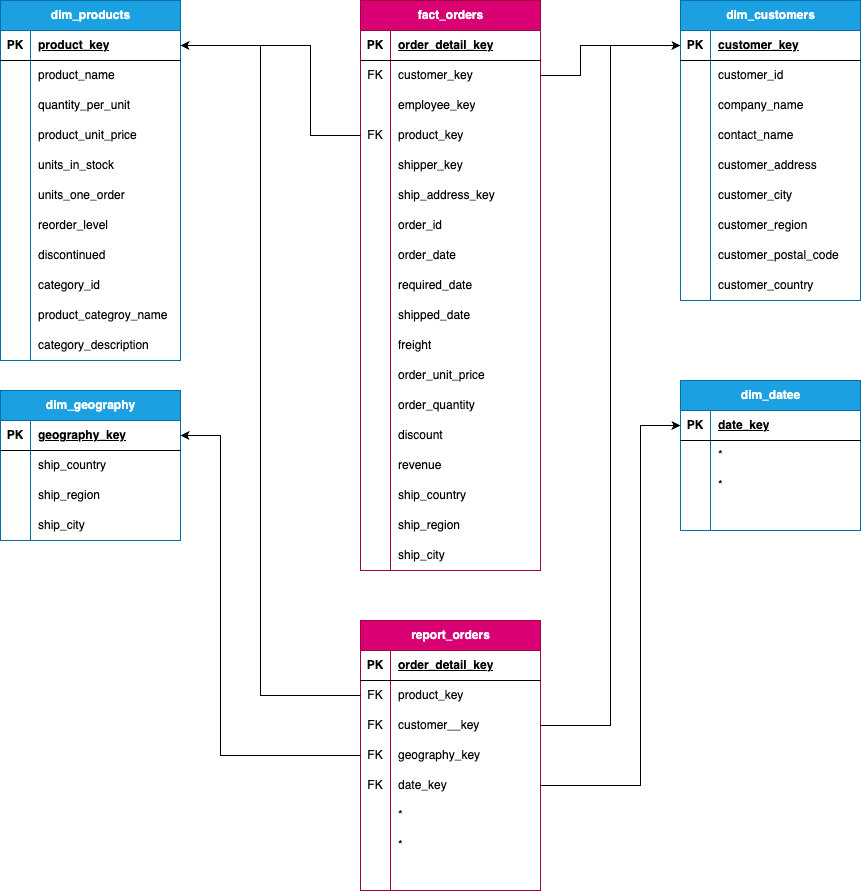 dim_products
PK product_key
product_name
quantity_per_unit
product_unit_price
units_in_stock
units_one_order
reorder_level
discontinued
category_id
product_categroy_name
category_description
fact_orders
PK order_detail_key
FK customer_key
employee_key
FK product_key
shipper_key
ship_address_key
order_id
order_date
required_date
shipped_date
freight
order_unit_price
order_quantity
discount
revenue
ship_country
ship_region
ship_city
dim_customers
PK customer_key
customer_id
company_name
contact_name
customer_address
customer_city
customer_region
customer_postal_code
customer_country
dim_geography
PK geography_key
ship_country
ship_region
ship_city
dim_datee
PK date_key
*
*
report_orders
PK order_detail_key
FK product_key
FK customer__key
FK geography_key
FK date_key
*
*